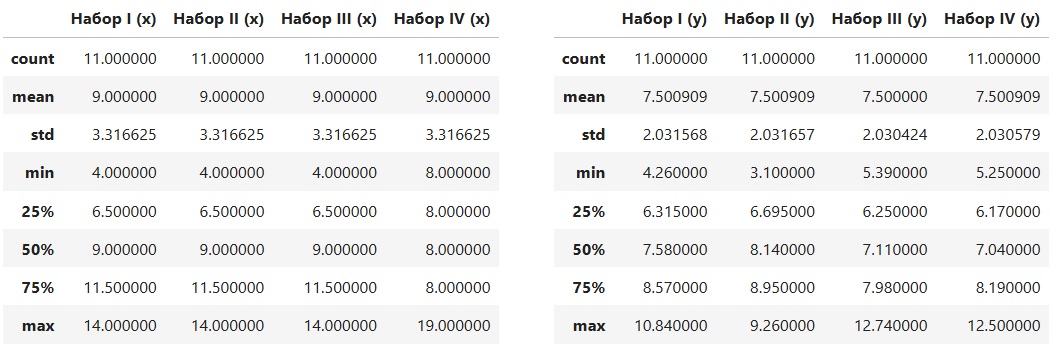 Набор I (x) Набор II (x) Набор III (x) Набор IV (x)
count 11.000000 11.000000 11.000000 11.000000
mean 9.000000 9.000000 9.000000 9.000000
std 3.316625 3.316625 3.316625 3.316625
min 4.000000 4.000000 4.000000 8.000000
25% 6.500000 6.500000 6.500000 8.000000
50% 9.000000 9.000000 9.000000 8.000000
75% 11.500000 11.500000 11.500000 8.000000
max 14.000000 14.000000 14.000000 19.000000
Набор I (y) Набор II (y) Набор III (y) Набор IV (y)
count 11.000000 11.000000 11.000000 11.000000
mean 7.500909 7.500909 7.500000 7.500909
std 2.031568 2.031657 2.030424 2.030579
min 4.260000 3.100000 5.390000 5.250000
25% 6.315000 6.695000 6.250000 6.170000
50% 7.580000 8.140000 7.110000 7.040000
75% 8.570000 8.950000 7.980000 8.190000
max 10.840000 9.260000 12.740000 12.500000